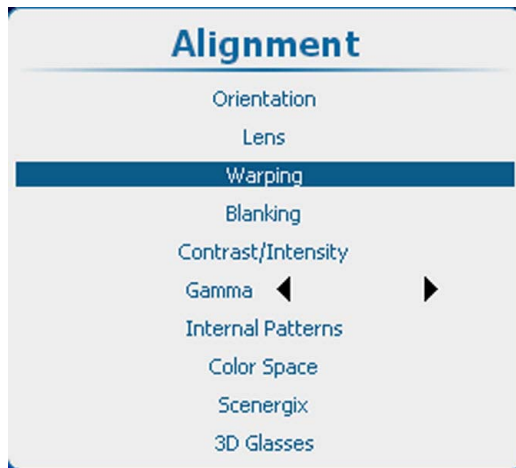 Alignment
Orientation
Lens
Warping
Blanking
Contrast/Intensity
Gamma
Internal Patterns
Color Space
Scenergix
3D Glasses